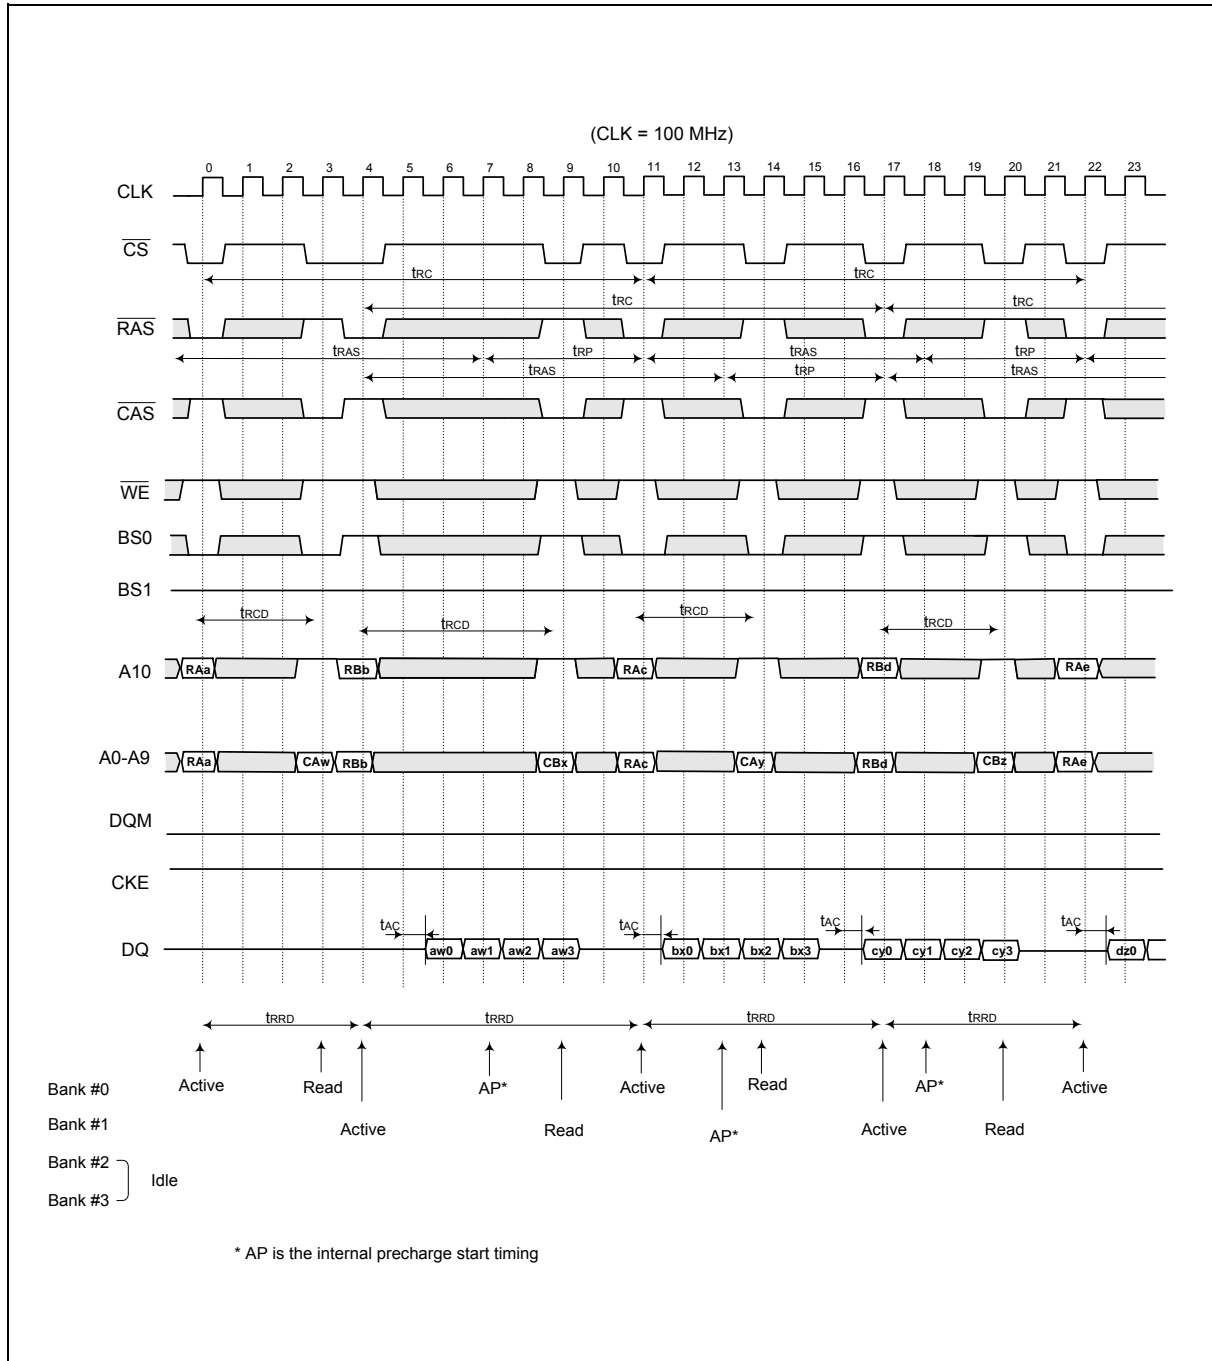 (CLK = 100 MHz)
0 1 2 3 4 5 6 7 8 9 10 11 12 13 14 15 16 17 18 19 20 21 22 23
CLK
CS
tRC tRC
tRC tRC
RAS
tRAS tRP tRAS tRP
tRAS tRP tRAS
CAS
WE
BS0
BS1
tRCD tRCD tRCD tRCD
A10 RAa RBb RAc RBd RAe
A0-A9 RAa CAw RBb CBx RAc CAy RBd CBz RAe
DQM
CKE
tAC tAC tAC tAC
DQ aw0 aw1 aw2 aw3 bx0 bx1 bx2 bx3 cy0 cy1 cy2 cy3 dz0
tRRD tRRD tRRD tRRD
Bank #0 Active Read AP* Active Read AP* Active
Bank #1 Active Read AP* Active Read
Bank #2
Idle
Bank #3
* AP is the internal precharge start timing